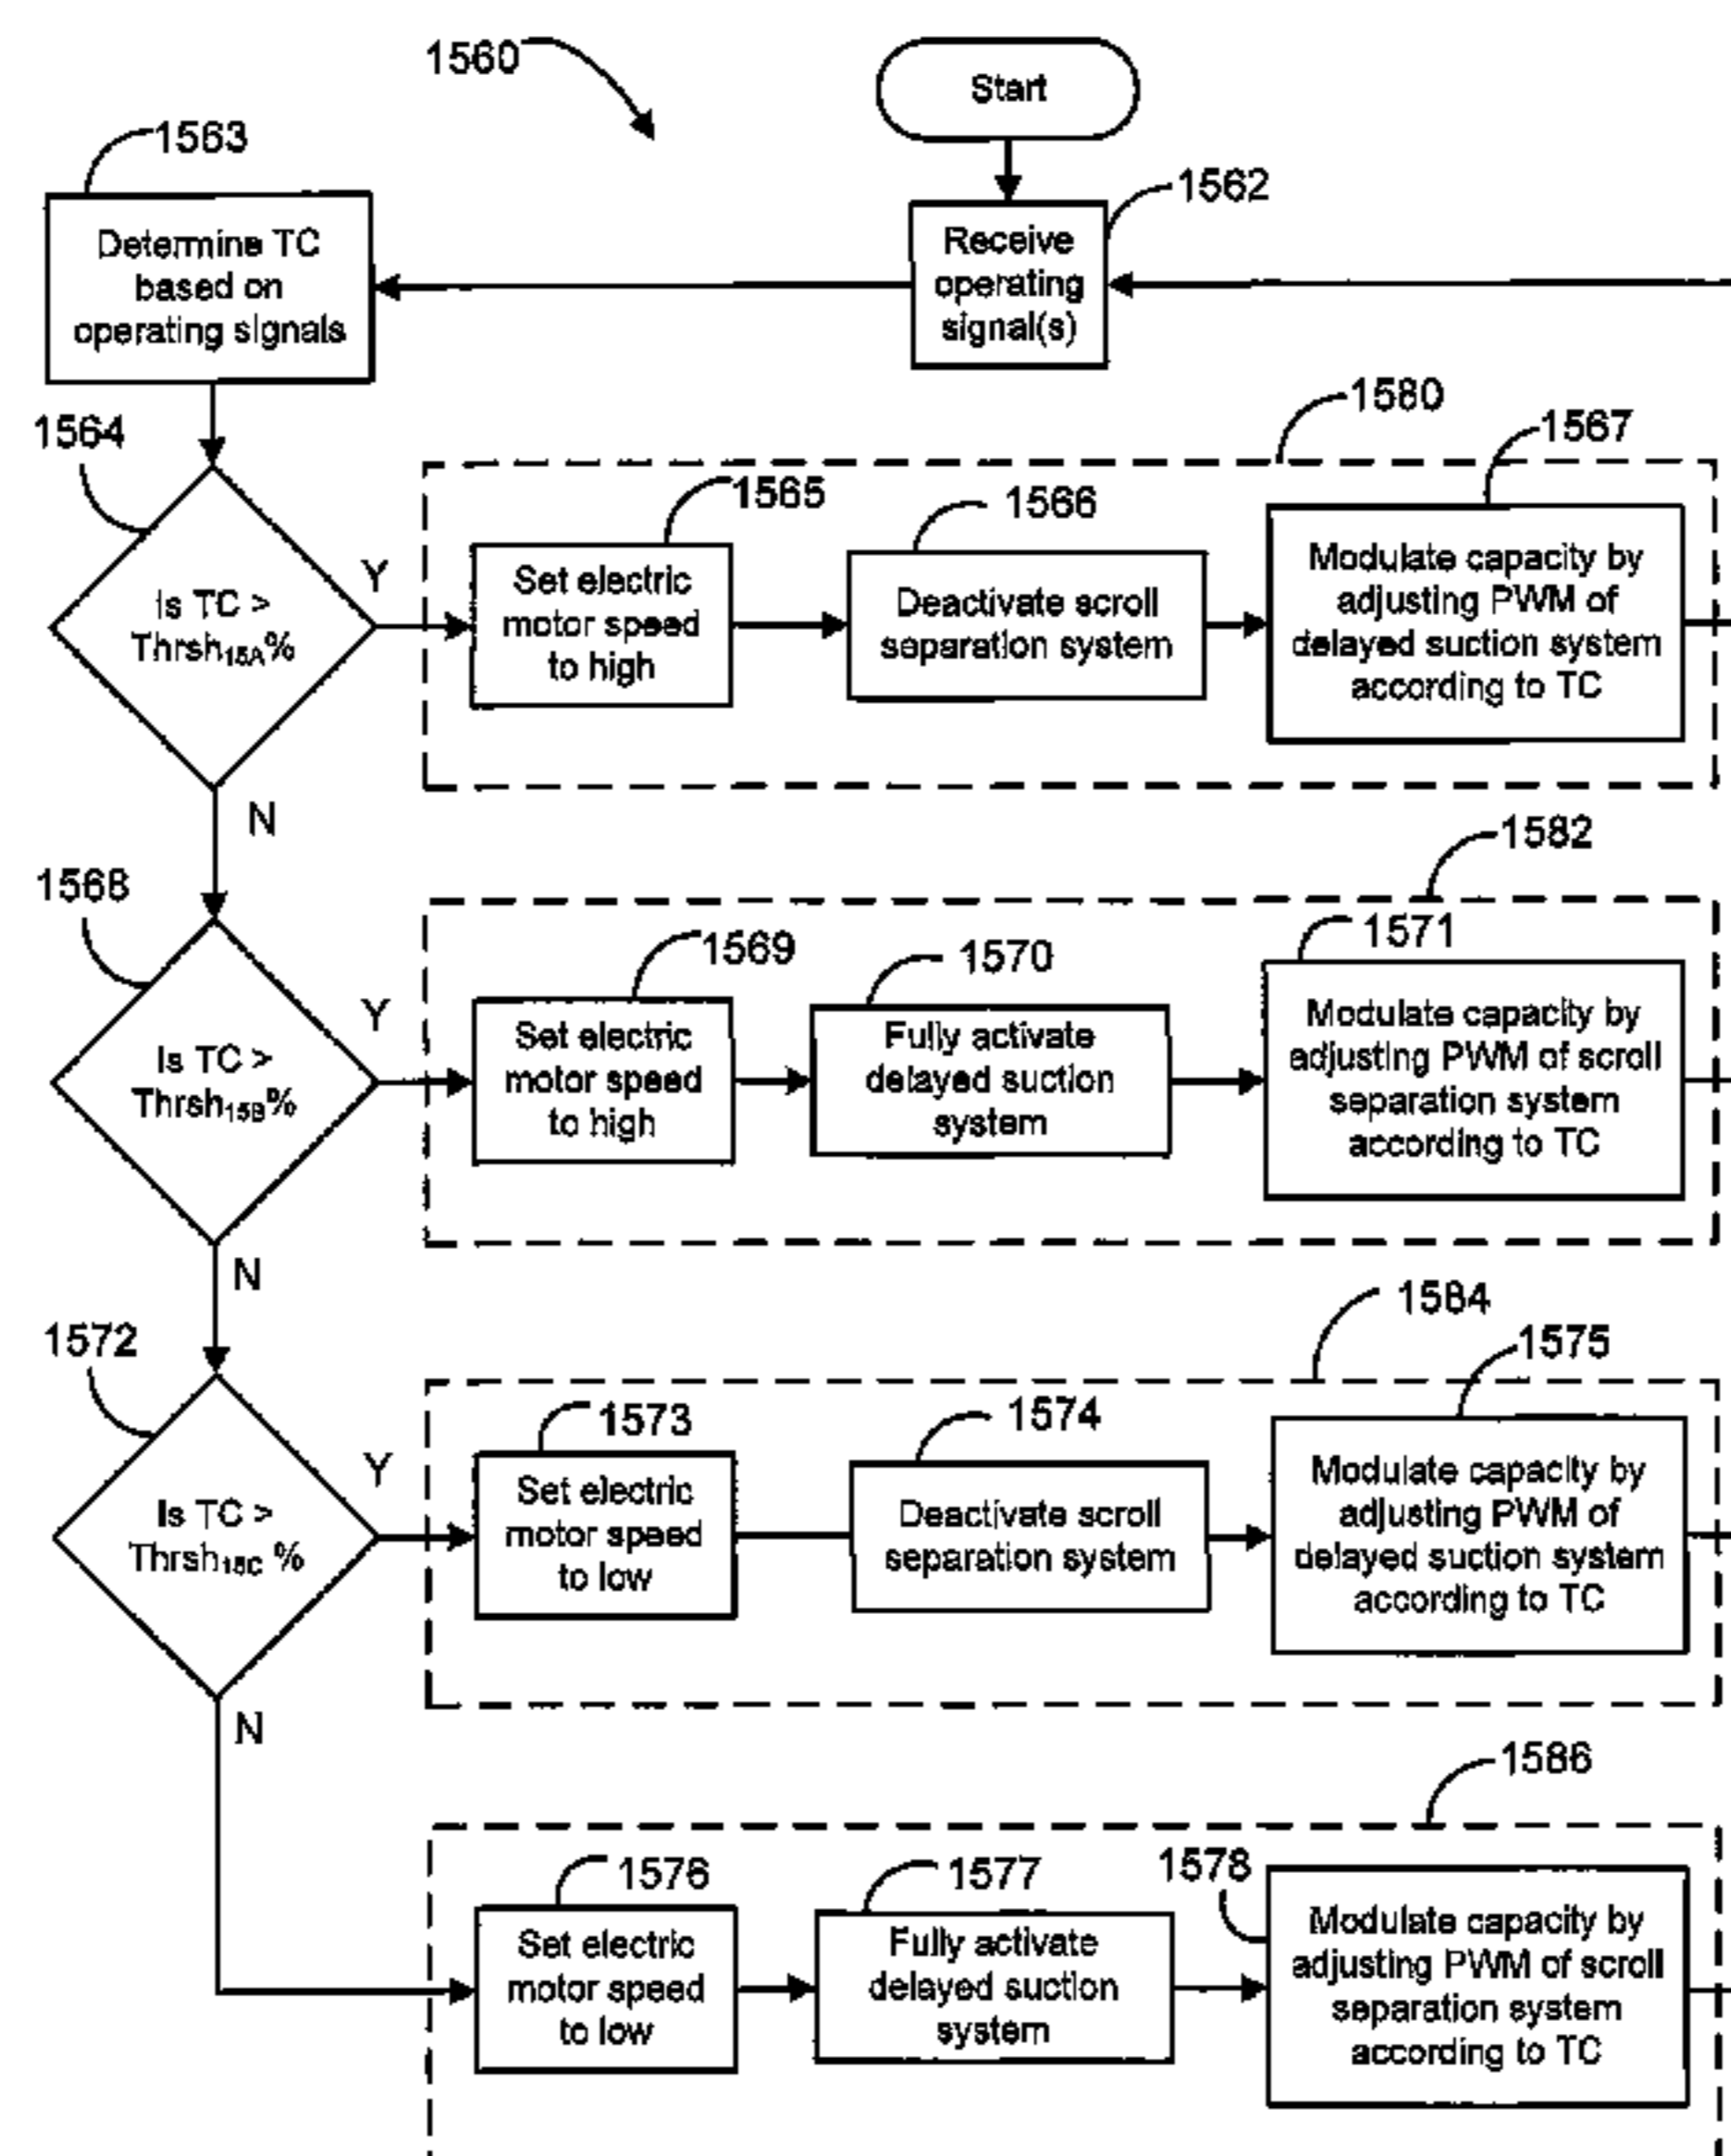 1560
Start
1563
1562
Determine TC
based on
operating signals
Receive
operating
signal(s)
1580
1567
1564
1565
1566
Is TC >
Thrsh15A%
Y
Set electric
motor speed
to high
Deactivate scroll
separation system
Modulate capacity by
adjusting PWM of
delayed suction system
according to TC
N
1582
1568
1569
1570
1571
Is TC >
Thrsh15B%
Y
Set electric
motor speed
to high
Fully activate
delayed suction
system
Modulate capacity by
adjusting PWM of scroll
separation system
according to TC
N
1584
1572
1573
1574
1575
Is TC >
Thrsh15C %
Y
Set electric
motor speed
to low
Deactivate scroll
separation system
Modulate capacity by
adjusting PWM of
delayed suction system
according to TC
N
1586
1576
1577
1578
Set electric
motor speed
to low
Fully activate
delayed suction
system
Modulate capacity by
adjusting PWM of scroll
separation system
according to TC